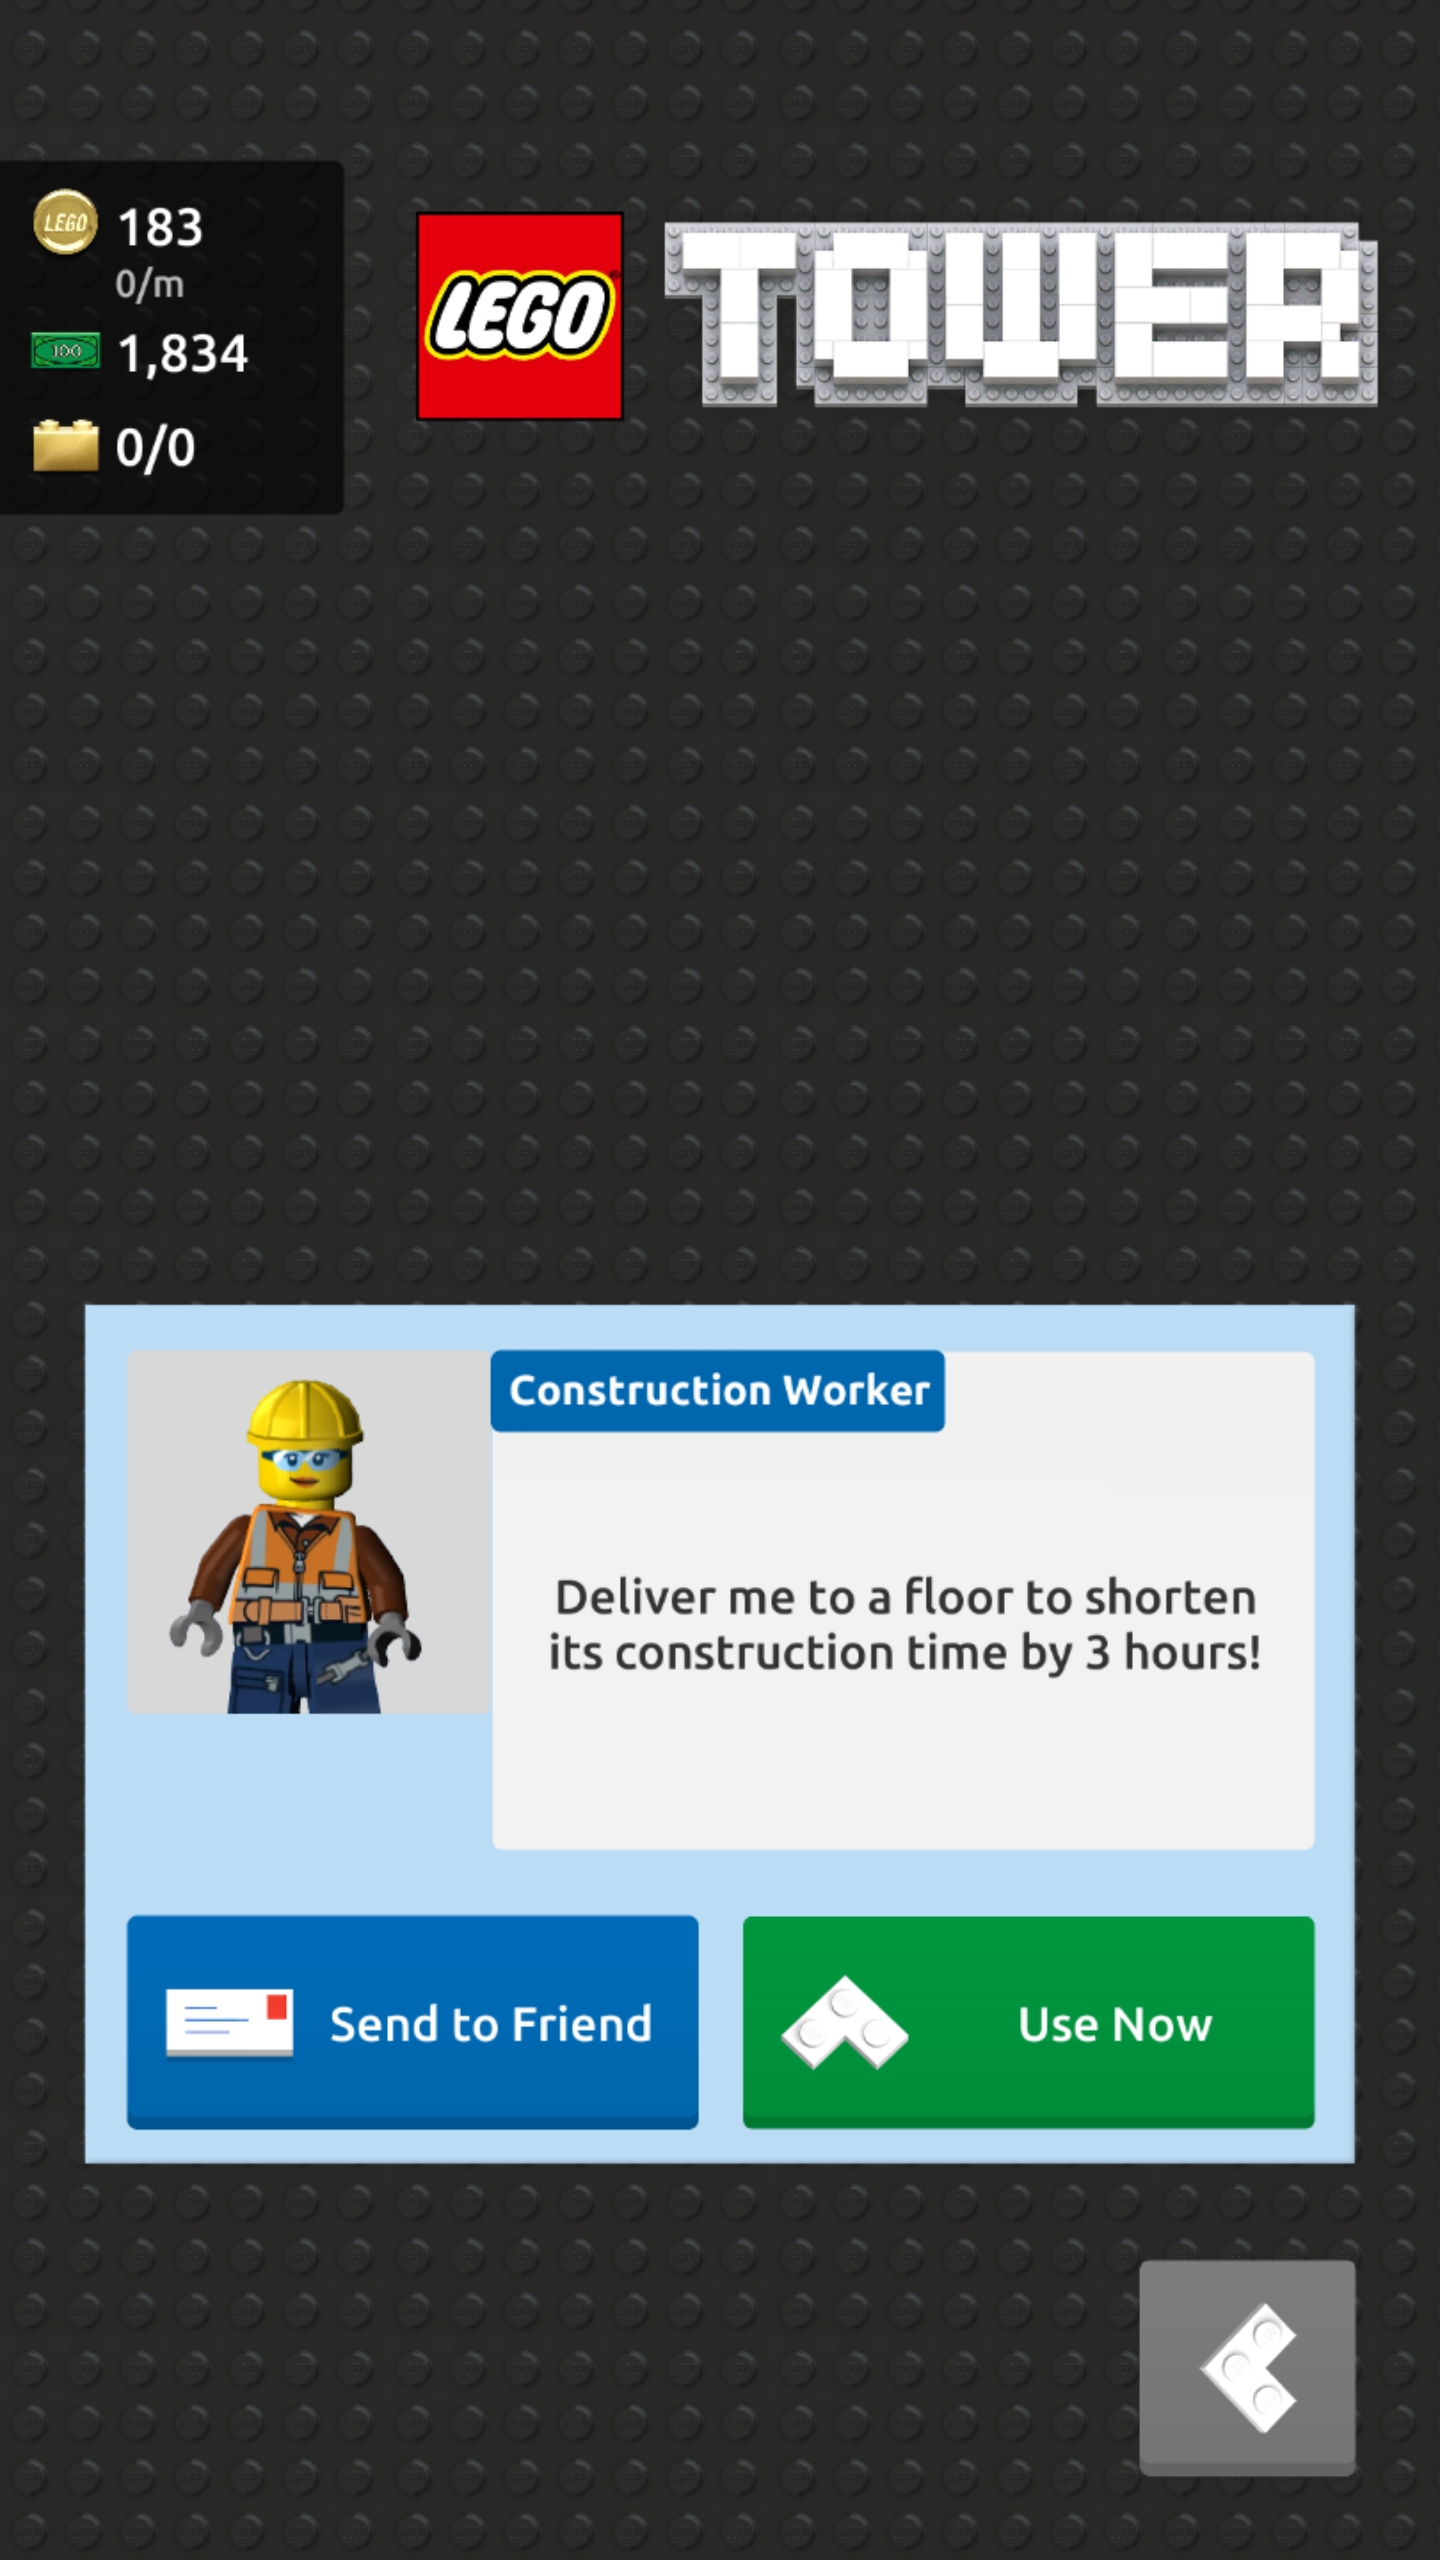 LEGO
183
0/m
100
1,834
0/0
LEGO
TOWER
Construction Worker
Deliver me to a floor to shorten
its construction time by 3 hours!
Send to Friend
Use Now